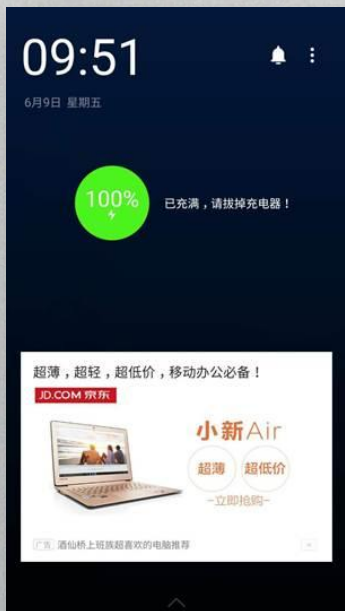 09:51
6月9日 星期五
100%
已充满，请拔掉充电器！
超薄，超轻，超低价，移动办公必备！
JD.COM 京东
小新Air
超薄 超低价
-立即抢购-
广告 酒仙桥上班族超喜欢的电脑推荐